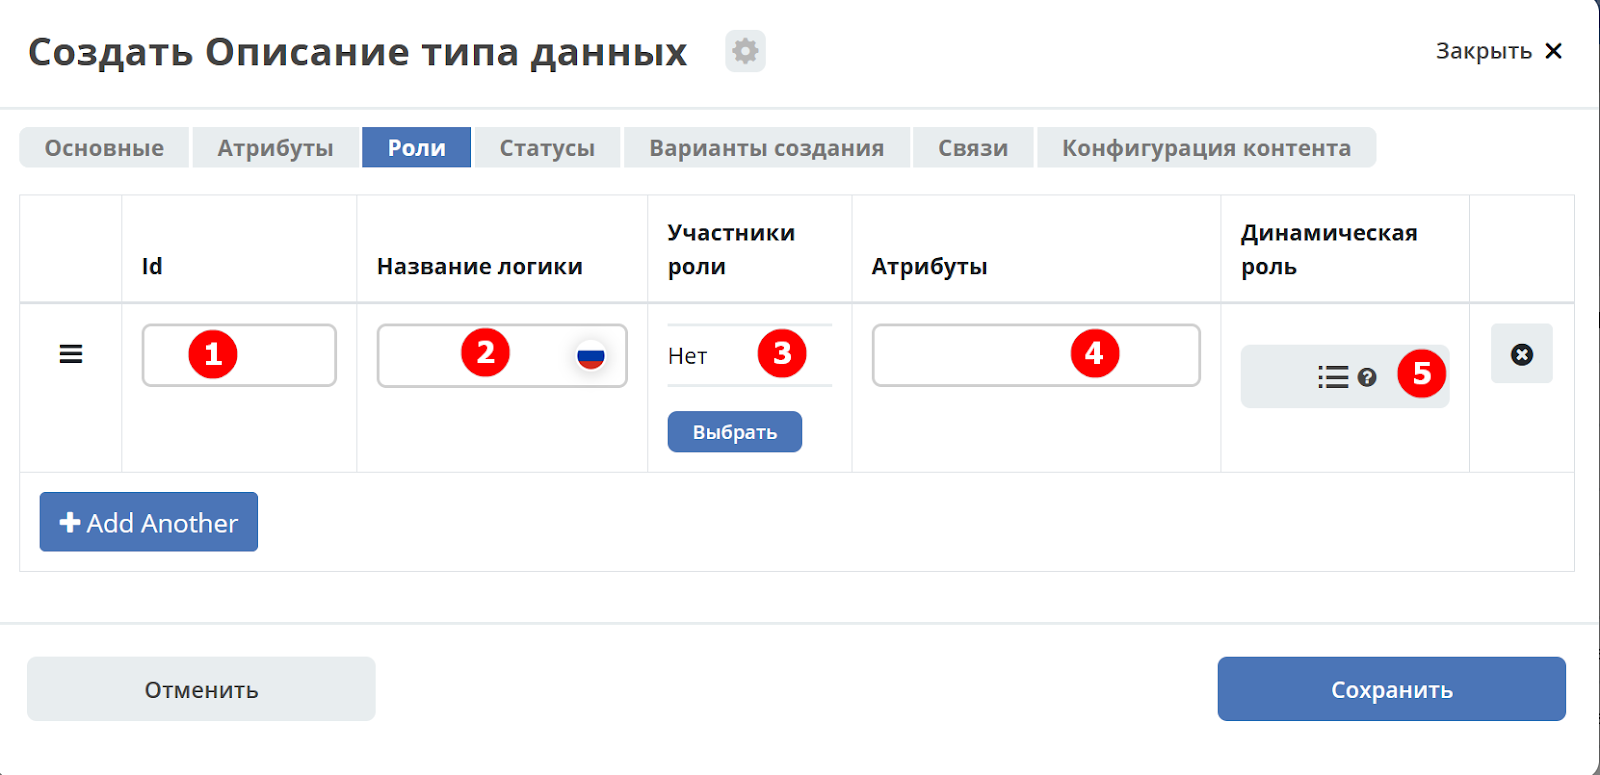 Создать Описание типа данных
Закрыть
Основные Атрибуты Роли Статусы Варианты создания Связи Конфигурация контента
Id Название логики Участники роли Атрибуты Динамическая роль
1 2 Нет 3 4 5
Выбрать
Add Another
Отменить Сохранить